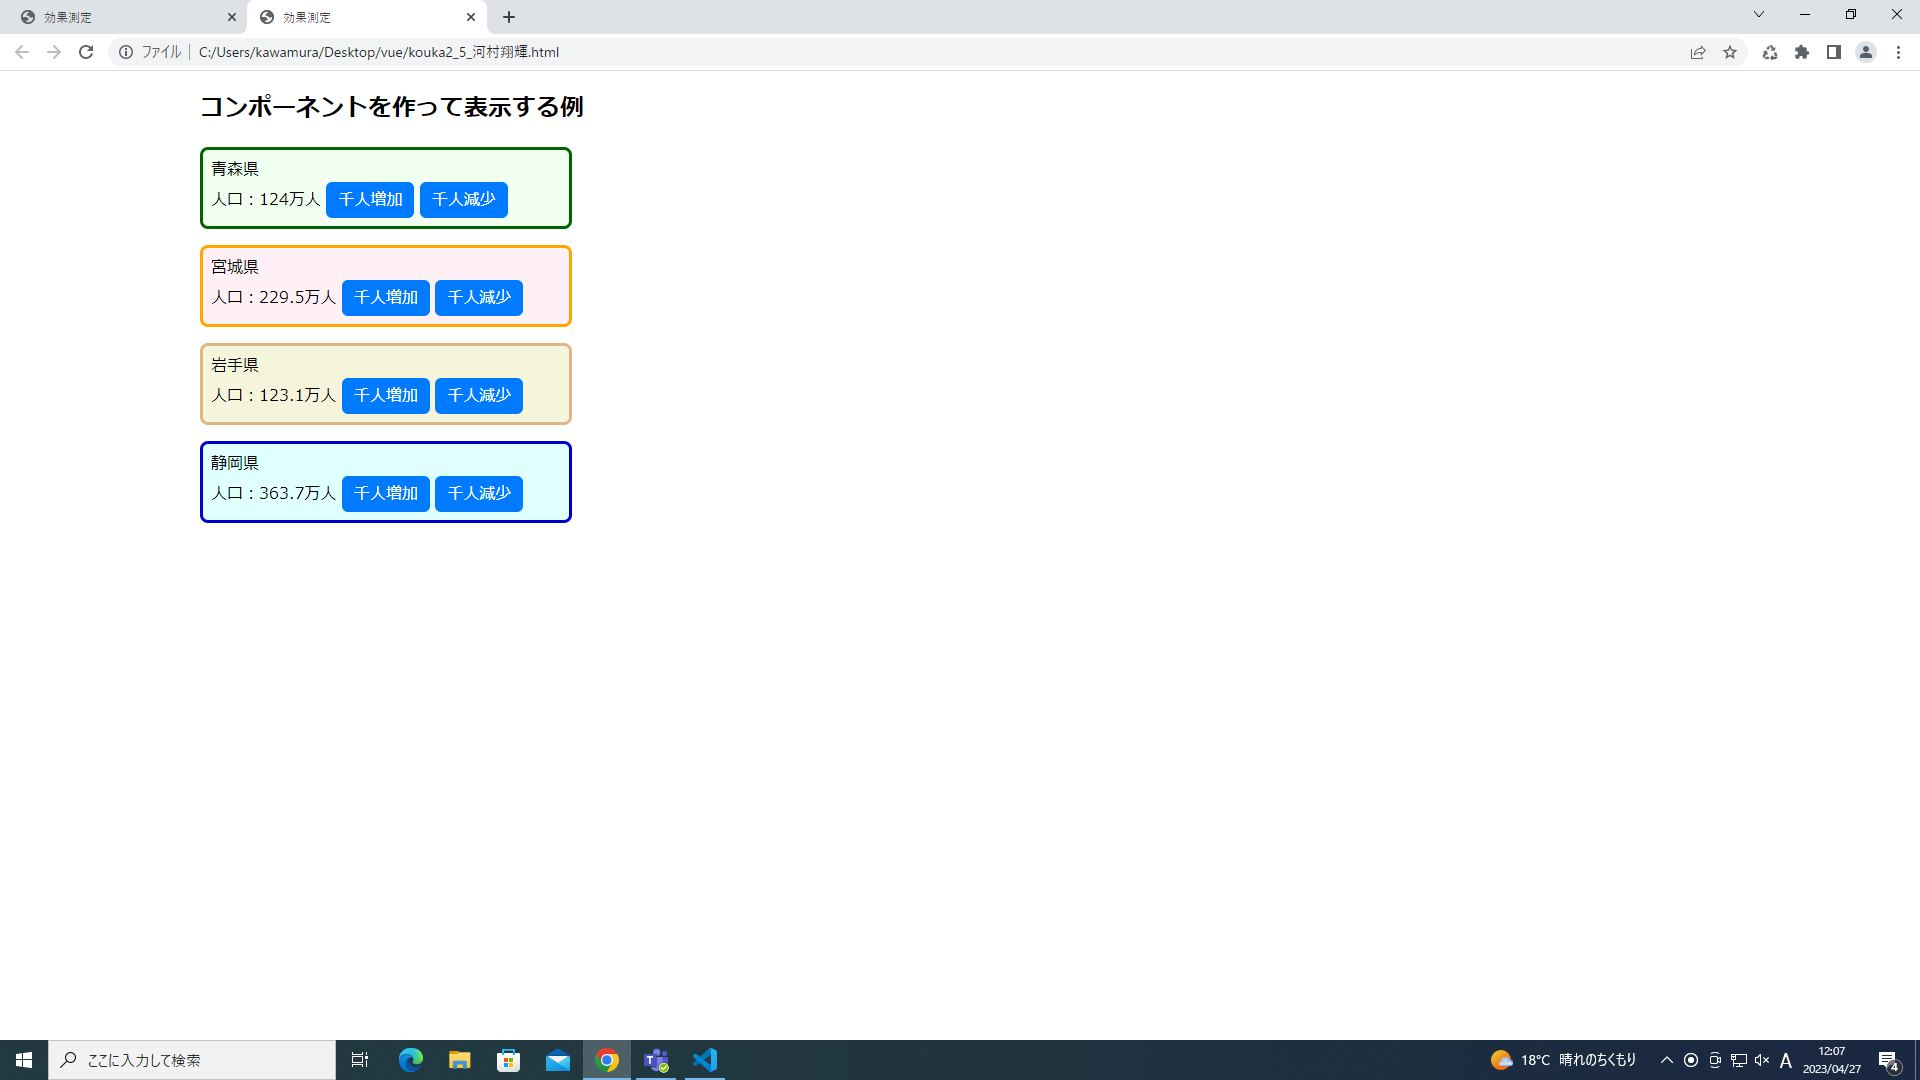 効果測定
効果測定
ファイル
C:/Users/kawamura/Desktop/vue/kouka2_5_河村翔輝.html
コンポーネントを作って表示する例
青森県
人口：124万人 千人増加 千人減少
宮城県
人口：229.5万人 千人増加 千人減少
岩手県
人口：123.1万人 千人増加 千人減少
静岡県
人口：363.7万人 千人増加 千人減少
ここに入力して検索
18°C 晴れのちくもり
A
12:07
2023/04/27
4